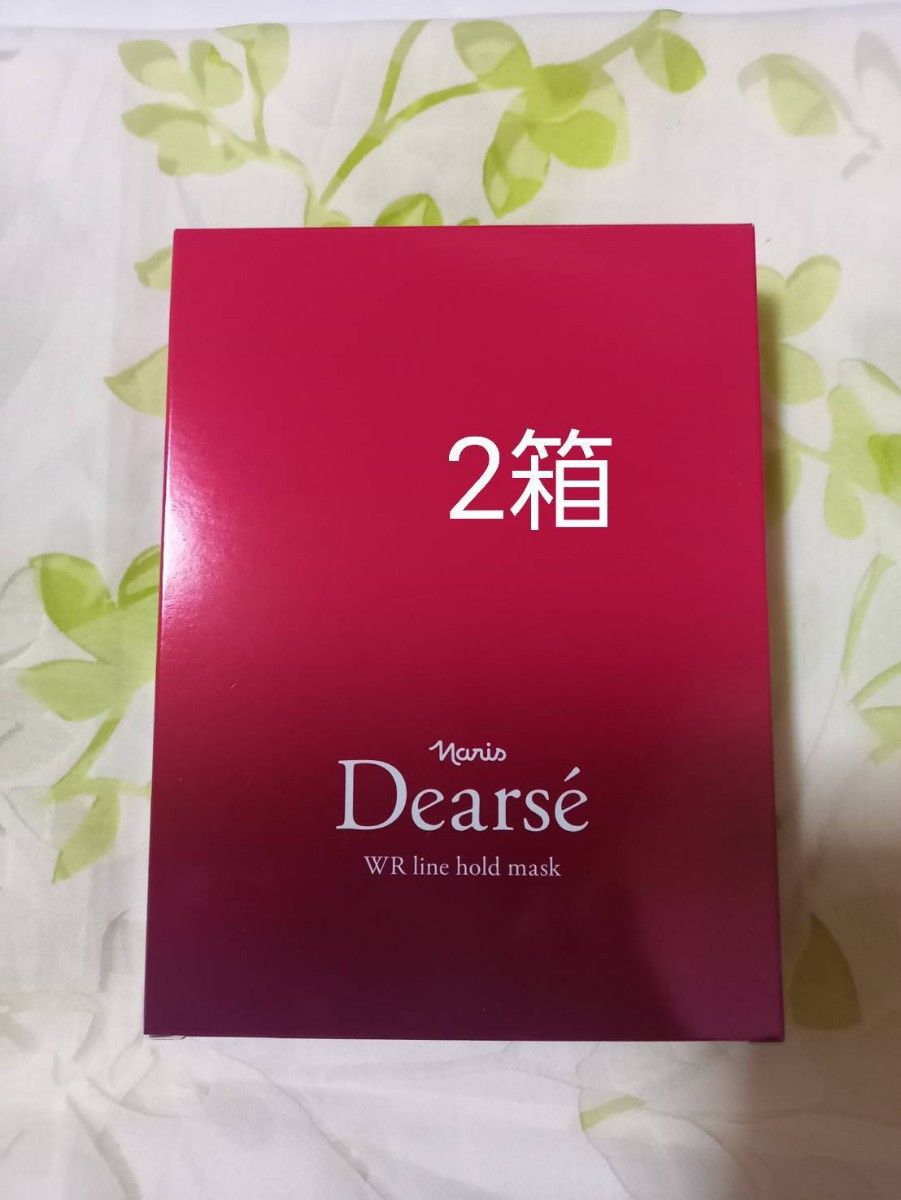 2箱
Naris
Dearsé
WR line hold mask